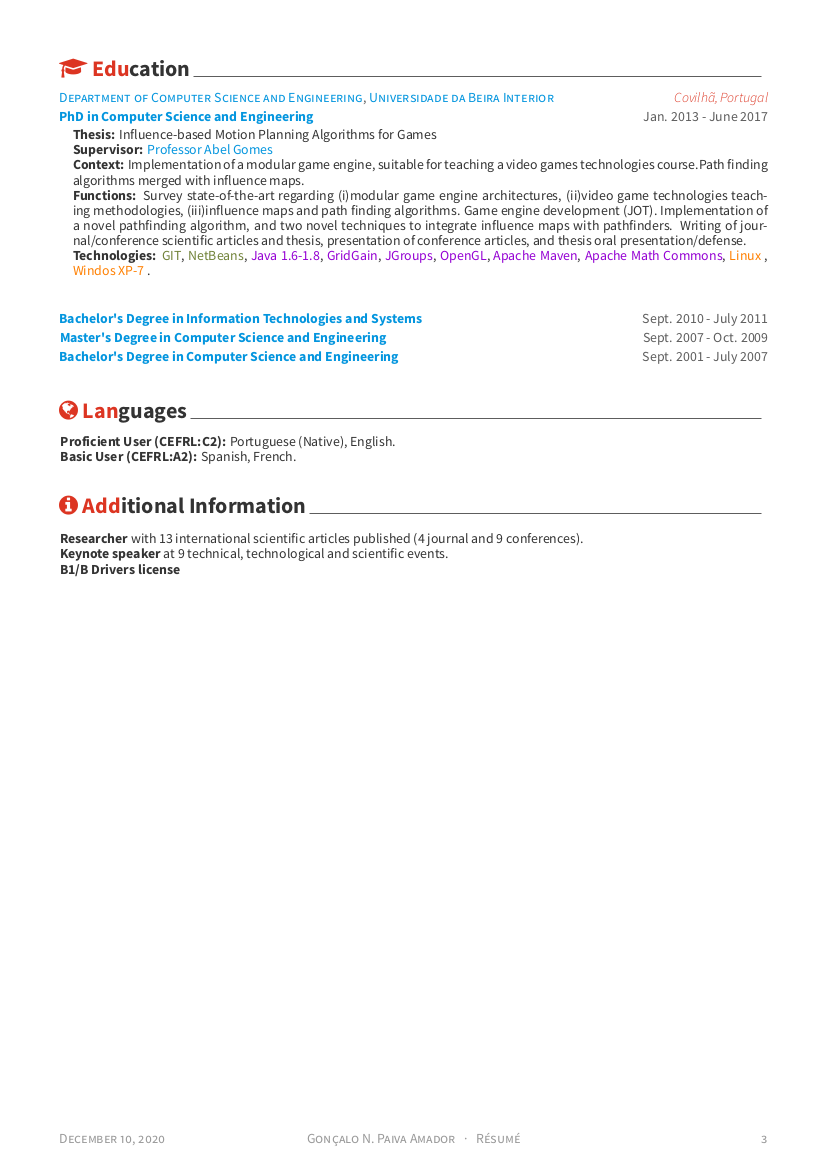 Education
Department of Computer Science and Engineering, Universidade da Beira Interior Covilhã, Portugal
PhD in Computer Science and Engineering Jan. 2013 - June 2017
Thesis: Influence-based Motion Planning Algorithms for Games
Supervisor: Professor Abel Gomes
Context: Implementation of a modular game engine, suitable for teaching a video games technologies course.Path finding
algorithms merged with influence maps.
Functions: Survey state-of-the-art regarding (i)modular game engine architectures, (ii)video game technologies teach-
ing methodologies, (iii)influence maps and path finding algorithms. Game engine development (JOT). Implementation of
a novel pathfinding algorithm, and two novel techniques to integrate influence maps with pathfinders. Writing of jour-
nal/conference scientific articles and thesis, presentation of conference articles, and thesis oral presentation/defense.
Technologies: GIT, NetBeans, Java 1.6-1.8, GridGain, JGroups, OpenGL, Apache Maven, Apache Math Commons, Linux ,
Windos XP-7 .
Bachelor's Degree in Information Technologies and Systems Sept. 2010 - July 2011
Master's Degree in Computer Science and Engineering Sept. 2007 - Oct. 2009
Bachelor's Degree in Computer Science and Engineering Sept. 2001 - July 2007
Languages
Proficient User (CEFRL:C2): Portuguese (Native), English.
Basic User (CEFRL:A2): Spanish, French.
Additional Information
Researcher with 13 international scientific articles published (4 journal and 9 conferences).
Keynote speaker at 9 technical, technological and scientific events.
B1/B Drivers license
December 10, 2020 Gonçalo N. Paiva Amador · Résumé 3